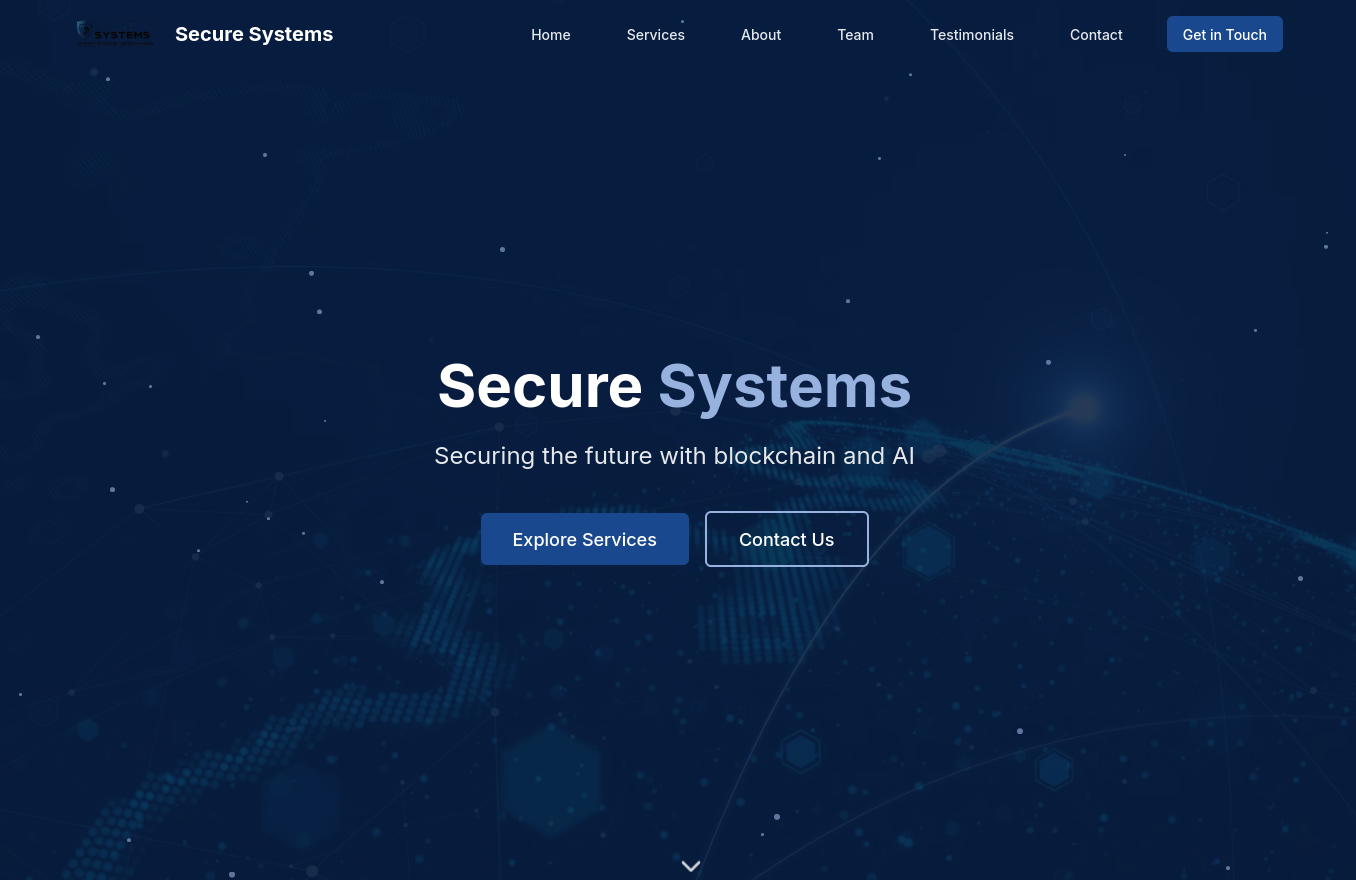 SYSTEMS
Secure Systems
Home
Services
About
Team
Testimonials
Contact
Get in Touch
Secure Systems
Securing the future with blockchain and AI
Explore Services
Contact Us